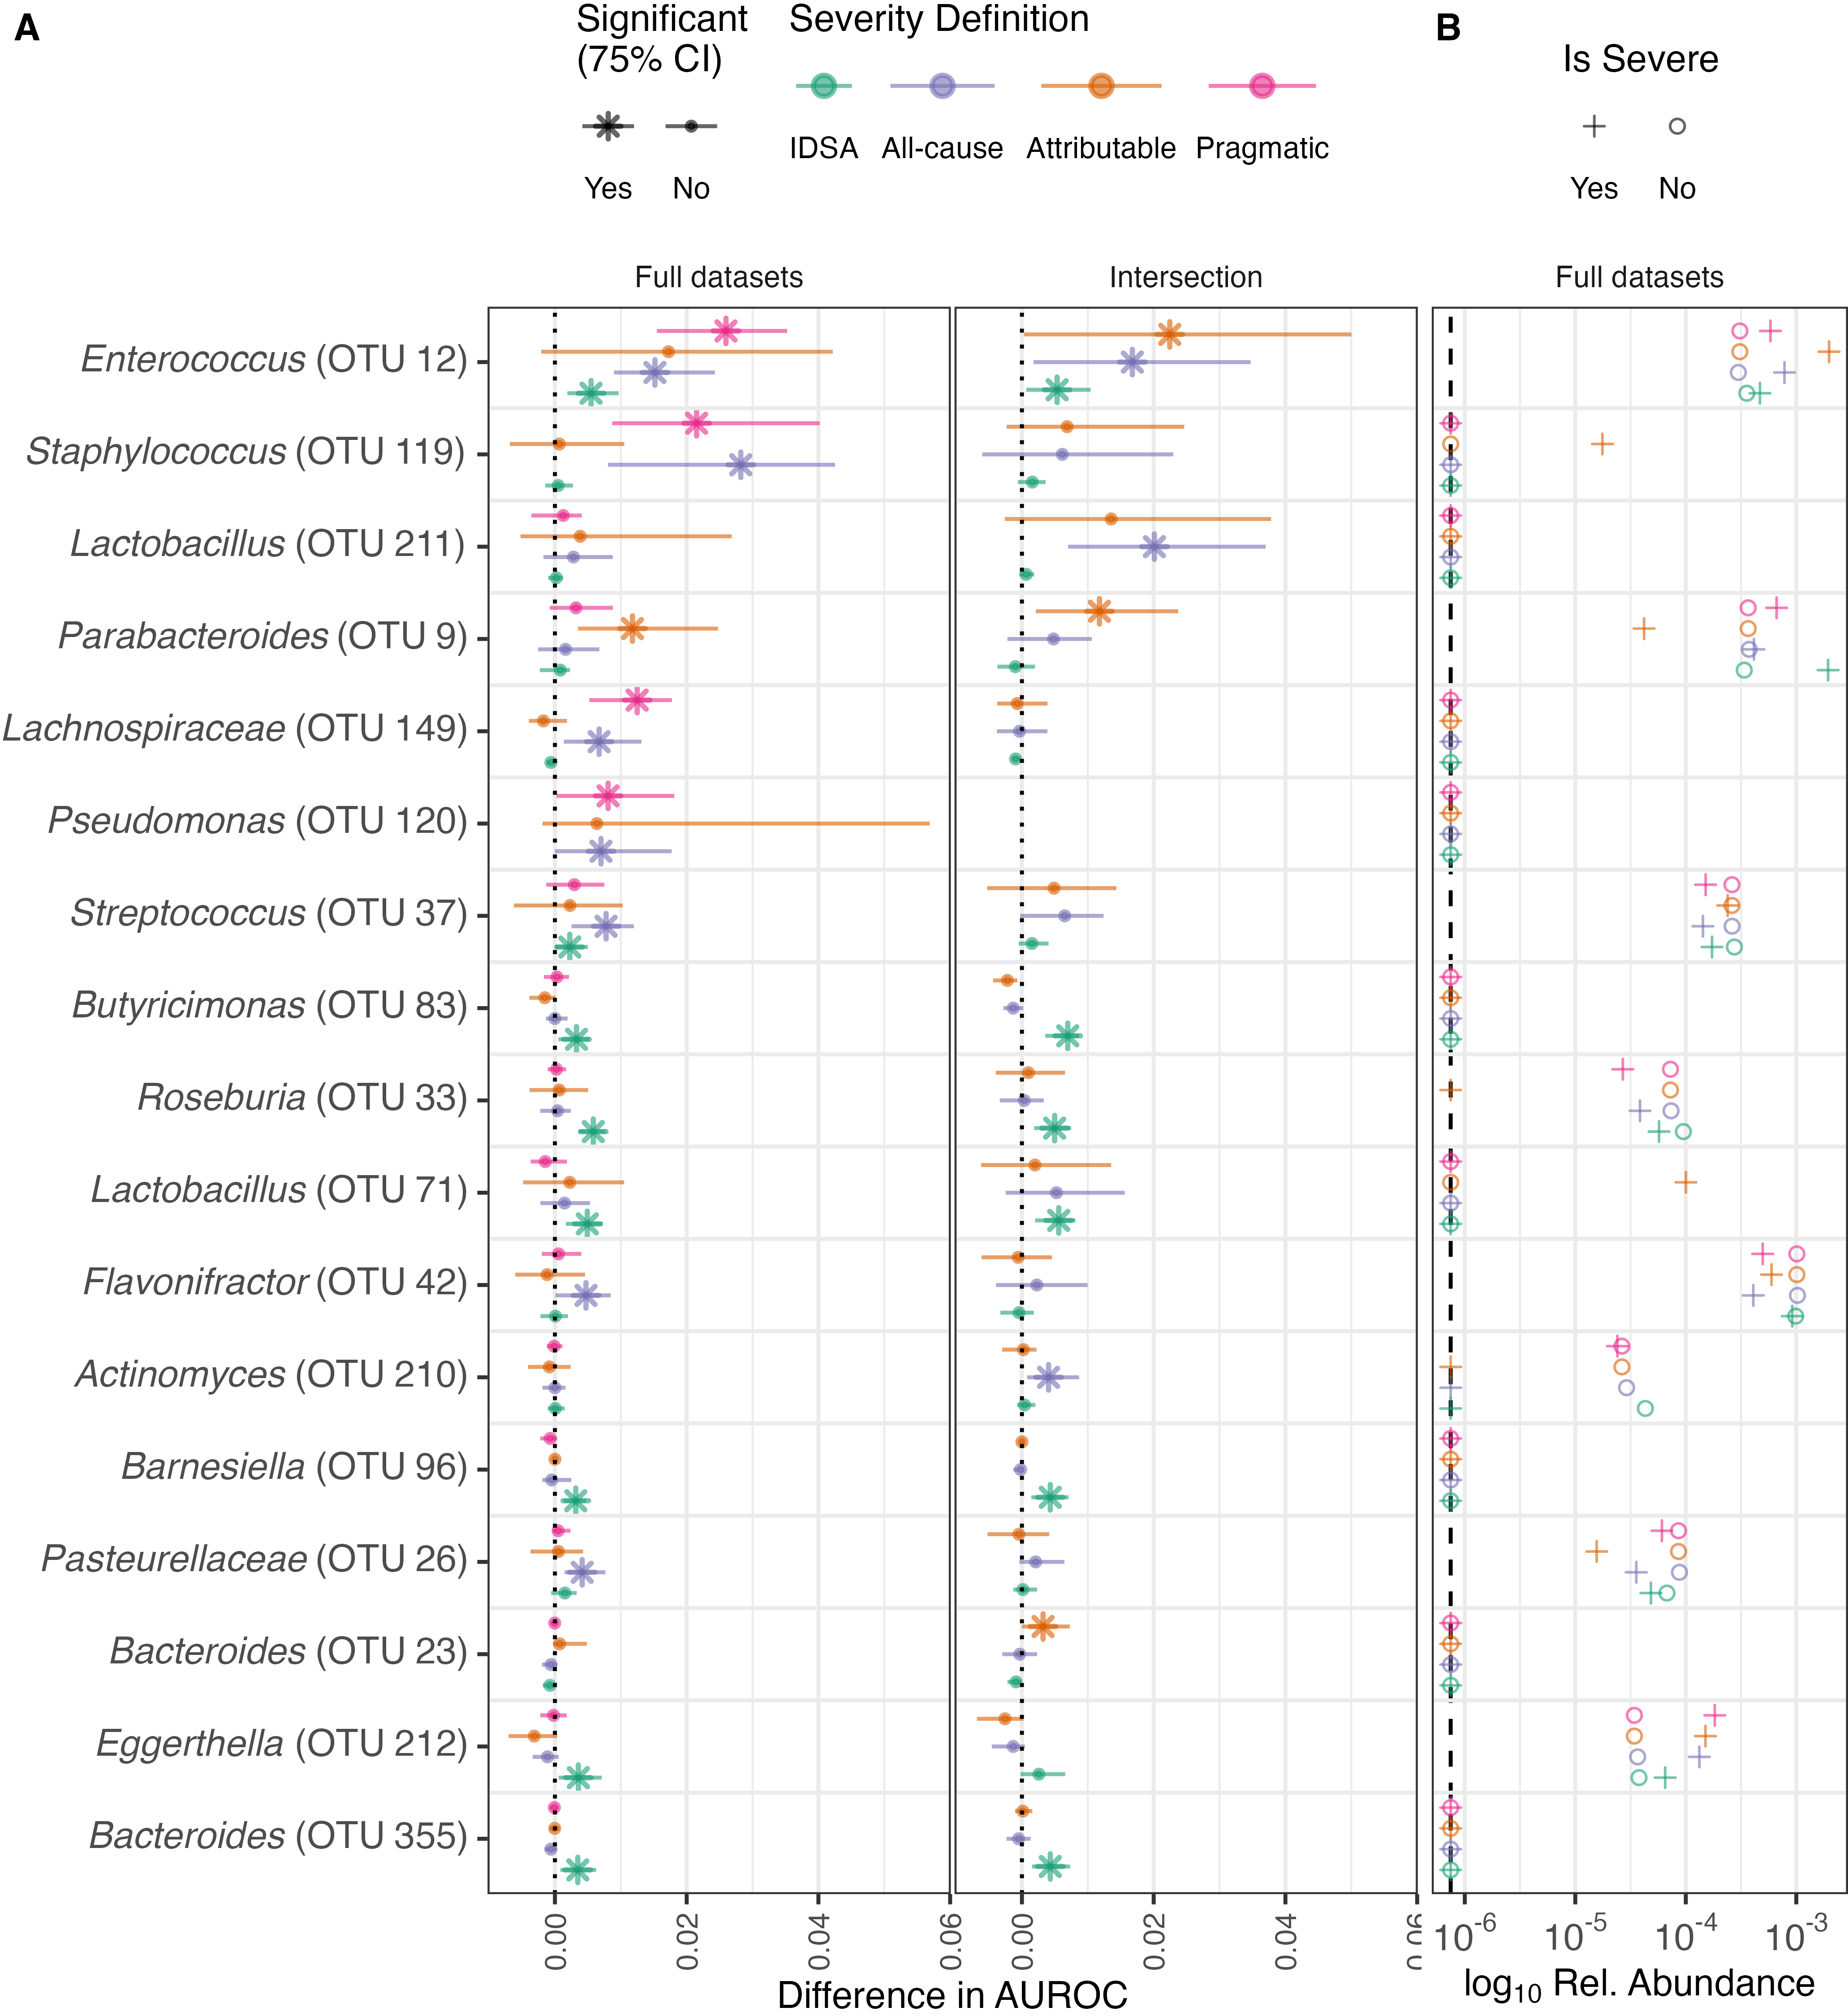 A
Significant
(75% CI)
Yes
No
Severity Definition
IDSA
All-cause
Attributable
Pragmatic
B
Is Severe
Yes
No
Full datasets
Intersection
Full datasets
Enterococcus (OTU 12)
Staphylococcus (OTU 119)
Lactobacillus (OTU 211)
Parabacteroides (OTU 9)
Lachnospiraceae (OTU 149)
Pseudomonas (OTU 120)
Streptococcus (OTU 37)
Butyricimonas (OTU 83)
Roseburia (OTU 33)
Lactobacillus (OTU 71)
Flavonifractor (OTU 42)
Actinomyces (OTU 210)
Barnesiella (OTU 96)
Pasteurellaceae (OTU 26)
Bacteroides (OTU 23)
Eggerthella (OTU 212)
Bacteroides (OTU 355)
0.00
0.02
0.04
0.06
0.00
0.02
0.04
0.06
10-6
10-5
10-4
10-3
Difference in AUROC
log10 Rel. Abundance